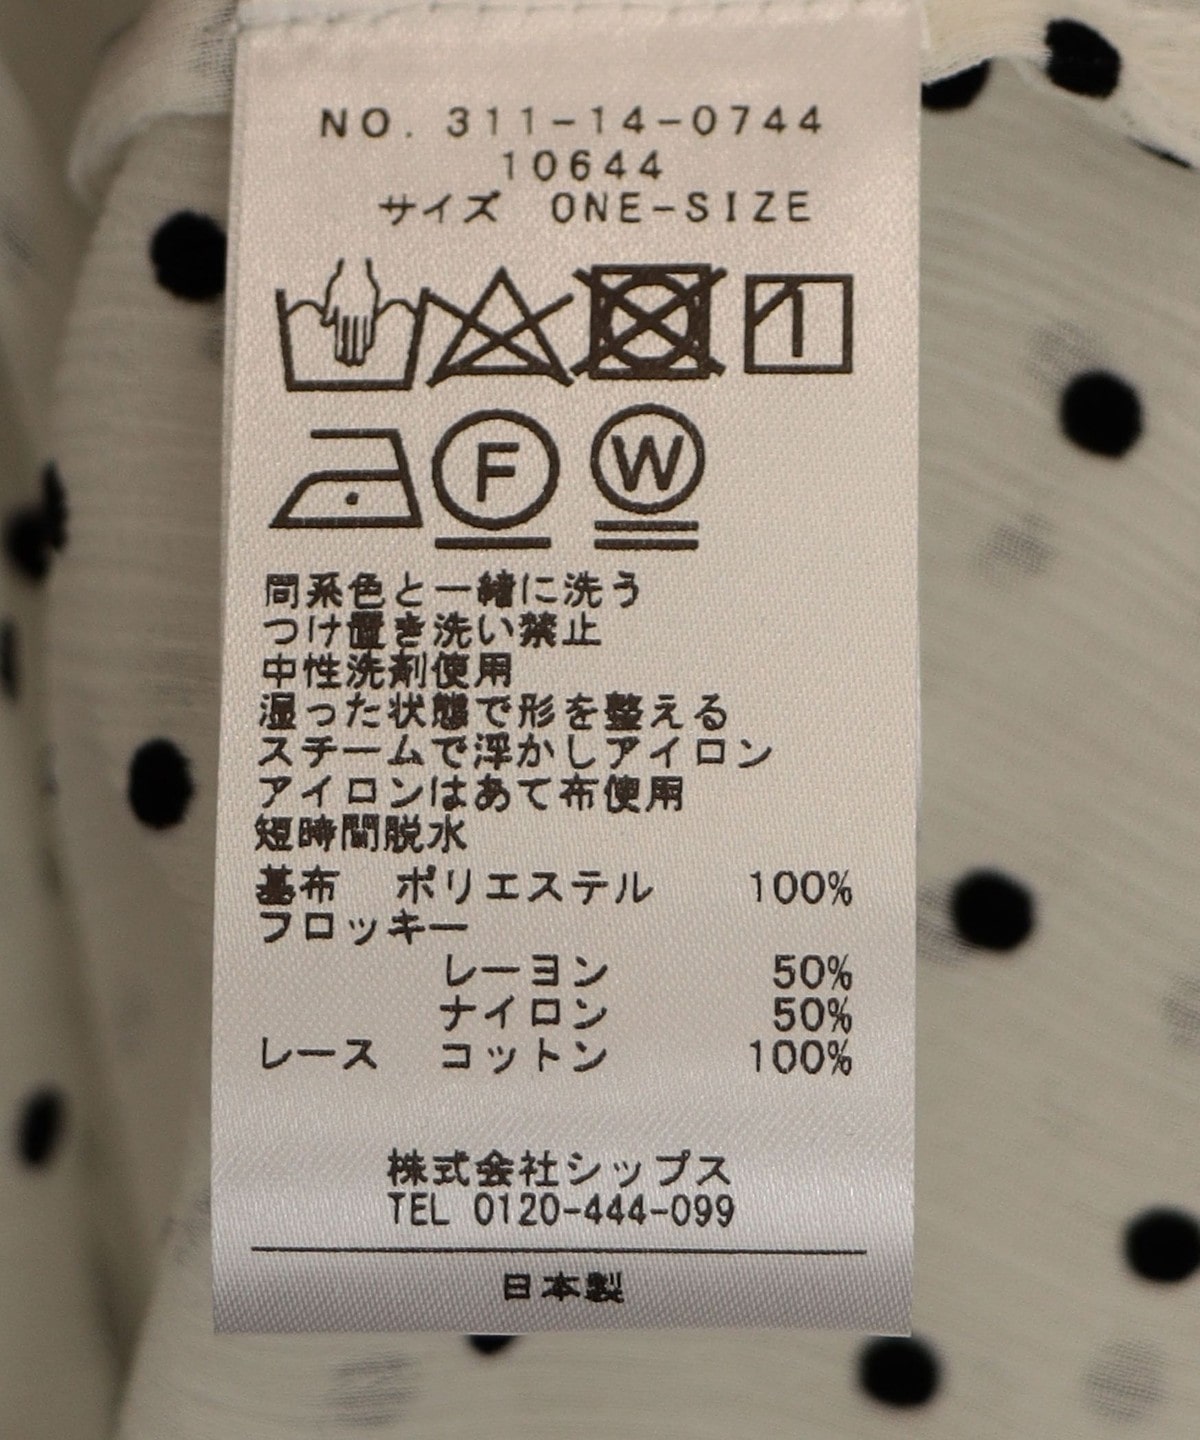 NO. 311-14-0744
10644
サイズ ONE-SIZE
F W
同系色と一緒に洗う
つけ置き洗い禁止
中性洗剤使用
湿った状態で形を整える
スチームで浮かしアイロン
アイロンはあて布使用
短時間脱水
基布 ポリエステル 100%
フロッキー
レーヨン 50%
ナイロン 50%
レース コットン 100%
株式会社シップス
TEL 0120-444-099
日本製